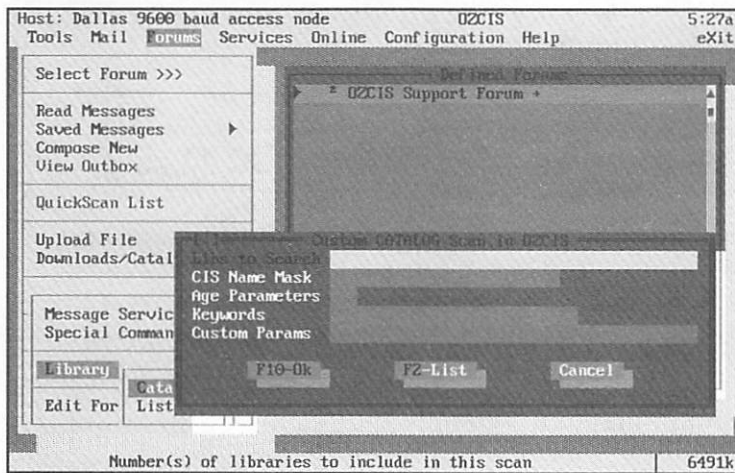 Host: Dallas 9600 baud access node OZCIS 5:27a
Tools Mail Forums Services Online Configuration Help eXit
Select Forum >>>
Defined Forums
* OZCIS Support Forum +
Read Messages
Saved Messages
Compose New
View Outbox
QuickScan List
Upload File
Downloads/Catal
Custom CATALOG Scan in OZCIS
Libs to Search
CIS Name Mask
Age Parameters
Keywords
Custom Params
F10-Ok F2-List Cancel
Message Servic
Special Comman
Library
Cata
Edit For List
Number(s) of libraries to include in this scan 6491k